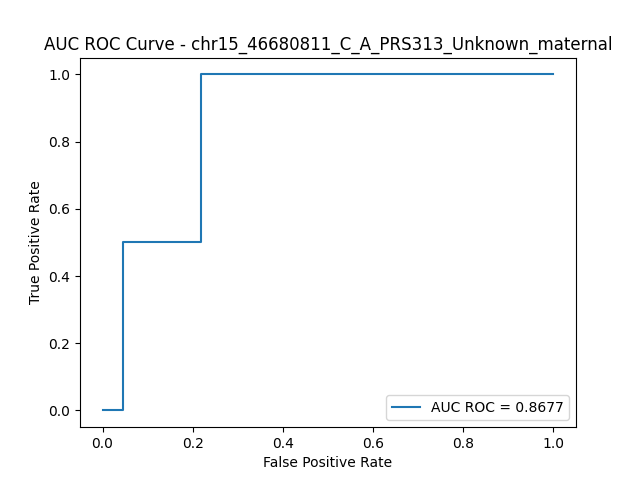 AUC ROC Curve - chr15_46680811_C_A_PRS313_Unknown_maternal
1.0
0.8
0.6
0.4
0.2
0.0
True Positive Rate
0.0 0.2 0.4 0.6 0.8 1.0
False Positive Rate
AUC ROC = 0.8677